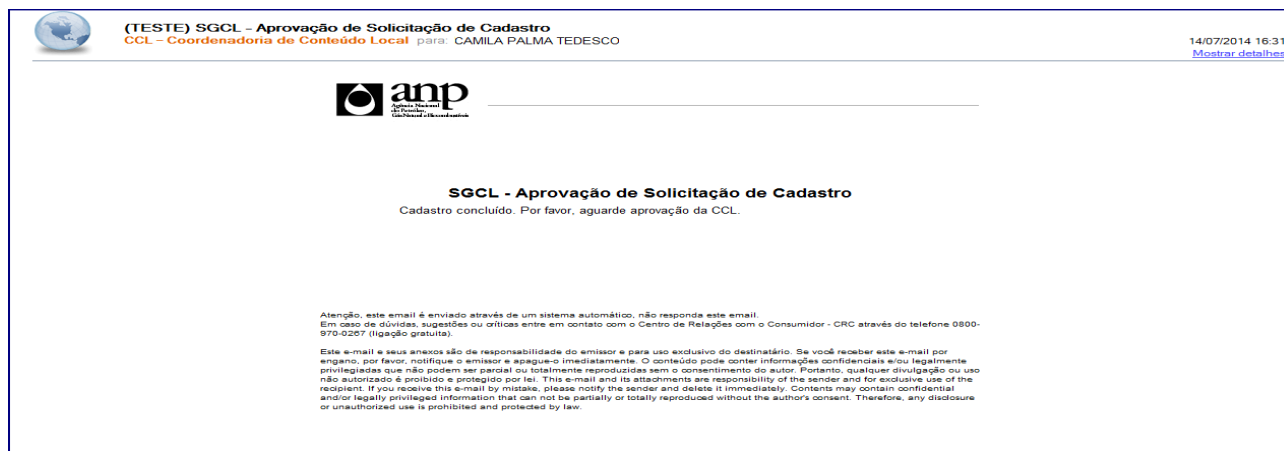 (TESTE) SGCL - Aprovação de Solicitação de Cadastro
CCL – Coordenadoria de Conteúdo Local para: CAMILA PALMA TEDESCO
14/07/2014 16:31
Mostrar detalhes
anp
Agência Nacional
do Petróleo,
Gás Natural e Biocombustíveis
SGCL - Aprovação de Solicitação de Cadastro
Cadastro concluído. Por favor, aguarde aprovação da CCL.
Atenção, este email é enviado através de um sistema automático, não responda este email.
Em caso de dúvidas, sugestões ou críticas entre em contato com o Centro de Relações com o Consumidor - CRC através do telefone 0800-
970-0267 (ligação gratuita).
Este e-mail e seus anexos são de responsabilidade do emissor e para uso exclusivo do destinatário. Se você receber este e-mail por
engano, por favor, notifique o emissor e apague-o imediatamente. O conteúdo pode conter informações confidenciais e/ou legalmente
privilegiadas que não podem ser parcial ou totalmente reproduzidas sem o consentimento do autor. Portanto, qualquer divulgação ou uso
não autorizado é proibido e protegido por lei. This e-mail and its attachments are responsibility of the sender and for exclusive use of the
recipient. If you receive this e-mail by mistake, please notify the sender and delete it immediately. Contents may contain confidential
and/or legally privileged information that can not be partially or totally reproduced without the author's consent. Therefore, any disclosure
or unauthorized use is prohibited and protected by law.